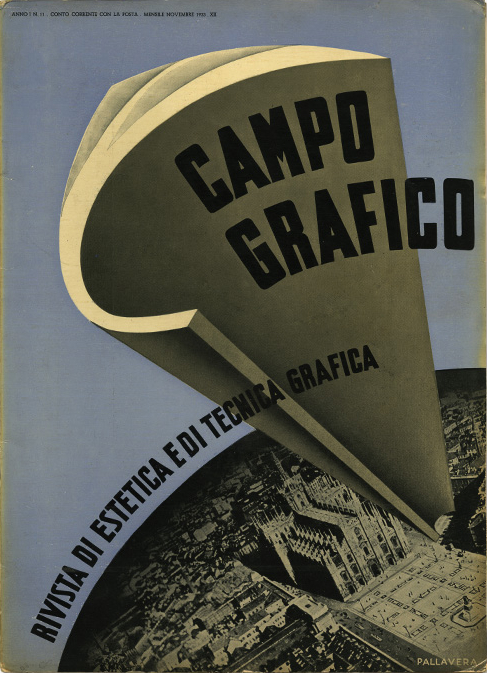 ANNO I N. 11 . CONTO CORRENTE CON LA POSTA . MENSILE NOVEMBRE 1933 . XII
CAMPO
GRAFICO
RIVISTA DI ESTETICA E DI TECNICA GRAFICA
PALLAVERA